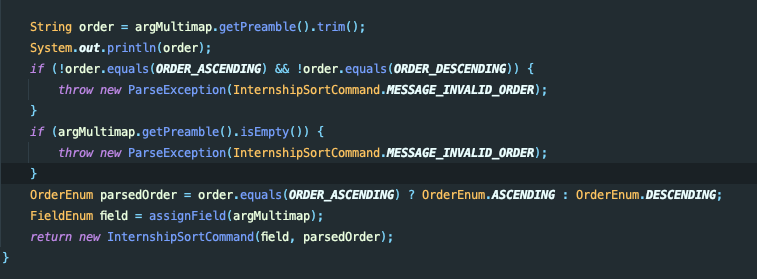 String order = argMultimap.getPreamble().trim();
System.out.println(order);
if (!order.equals(ORDER_ASCENDING) && !order.equals(ORDER_DESCENDING)) {
throw new ParseException(InternshipSortCommand.MESSAGE_INVALID_ORDER);
}
if (argMultimap.getPreamble().isEmpty()) {
throw new ParseException(InternshipSortCommand.MESSAGE_INVALID_ORDER);
}
OrderEnum parsedOrder = order.equals(ORDER_ASCENDING) ? OrderEnum.ASCENDING : OrderEnum.DESCENDING;
FieldEnum field = assignField(argMultimap);
return new InternshipSortCommand(field, parsedOrder);
}